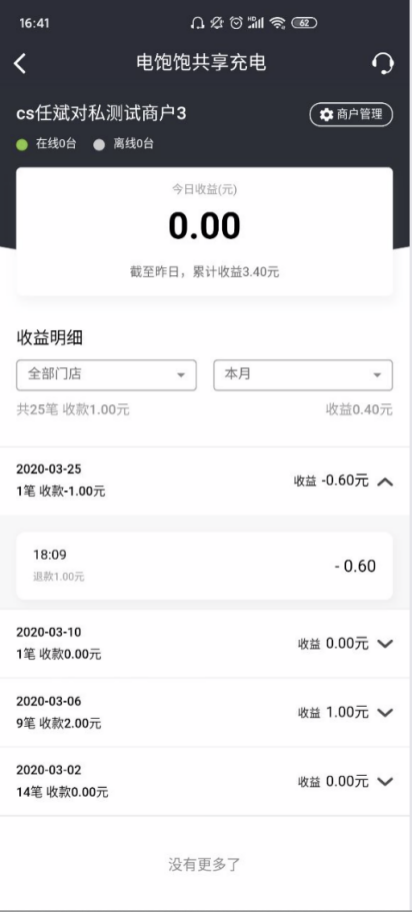 16:41
HD
62
电饱饱共享充电
cs任斌对私测试商户3
商户管理
在线0台 离线0台
今日收益(元)
0.00
截至昨日，累计收益3.40元
收益明细
全部门店 本月
共25笔 收款1.00元 收益0.40元
2020-03-25
1笔 收款-1.00元
收益 -0.60元
18:09
退款1.00元
- 0.60
2020-03-10
1笔 收款0.00元
收益 0.00元
2020-03-06
9笔 收款2.00元
收益 1.00元
2020-03-02
14笔 收款0.00元
收益 0.00元
没有更多了